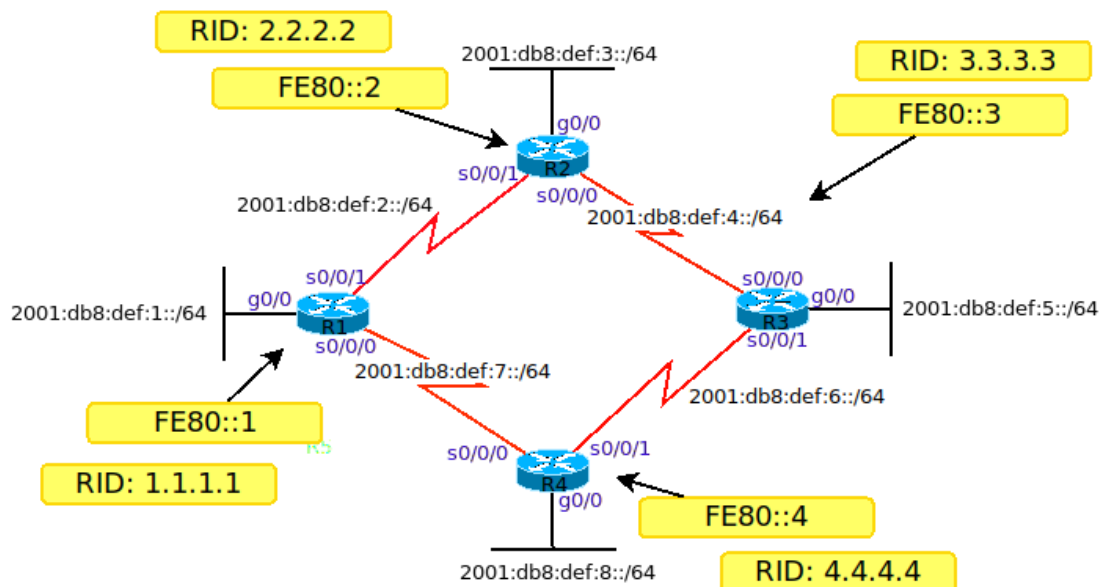 RID: 2.2.2.2
2001:db8:def:3::/64
RID: 3.3.3.3
FE80::2
FE80::3
g0/0
R2
s0/0/1
s0/0/0
2001:db8:def:2::/64
2001:db8:def:4::/64
s0/0/1
s0/0/0
g0/0
g0/0
2001:db8:def:1::/64
2001:db8:def:5::/64
R1
R3
s0/0/0
s0/0/1
2001:db8:def:7::/64
2001:db8:def:6::/64
FE80::1
R5
s0/0/0
s0/0/1
RID: 1.1.1.1
R4
g0/0
FE80::4
2001:db8:def:8::/64
RID: 4.4.4.4